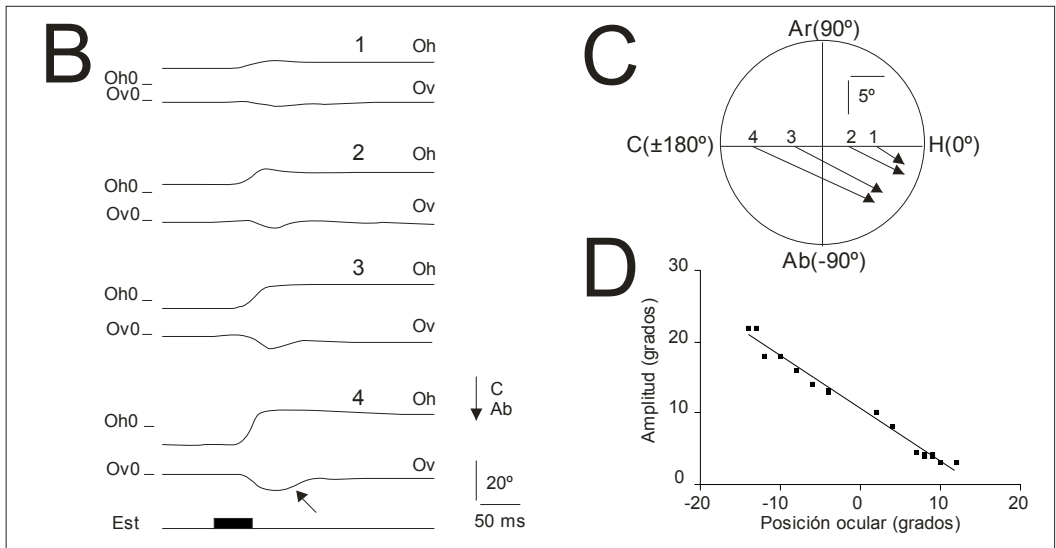 B
1
Oh
Oh0
Ov0
Ov
2
Oh
Oh0
Ov0
Ov
3
Oh
Oh0
Ov0
Ov
4
Oh
Oh0
Ov0
Ov
Est
C
Ab
20º
50 ms
C
Ar(90º)
5º
C(±180º)
4 3 2 1
H(0º)
Ab(-90º)
D
Amplitud (grados)
30
20
10
0
-20 -10 0 10 20
Posición ocular (grados)